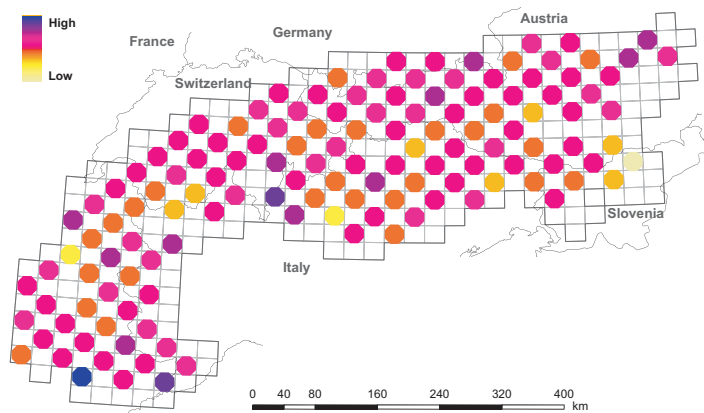 High
Low
France
Germany
Austria
Switzerland
Italy
Slovenia
0 40 80 160 240 320 400
km